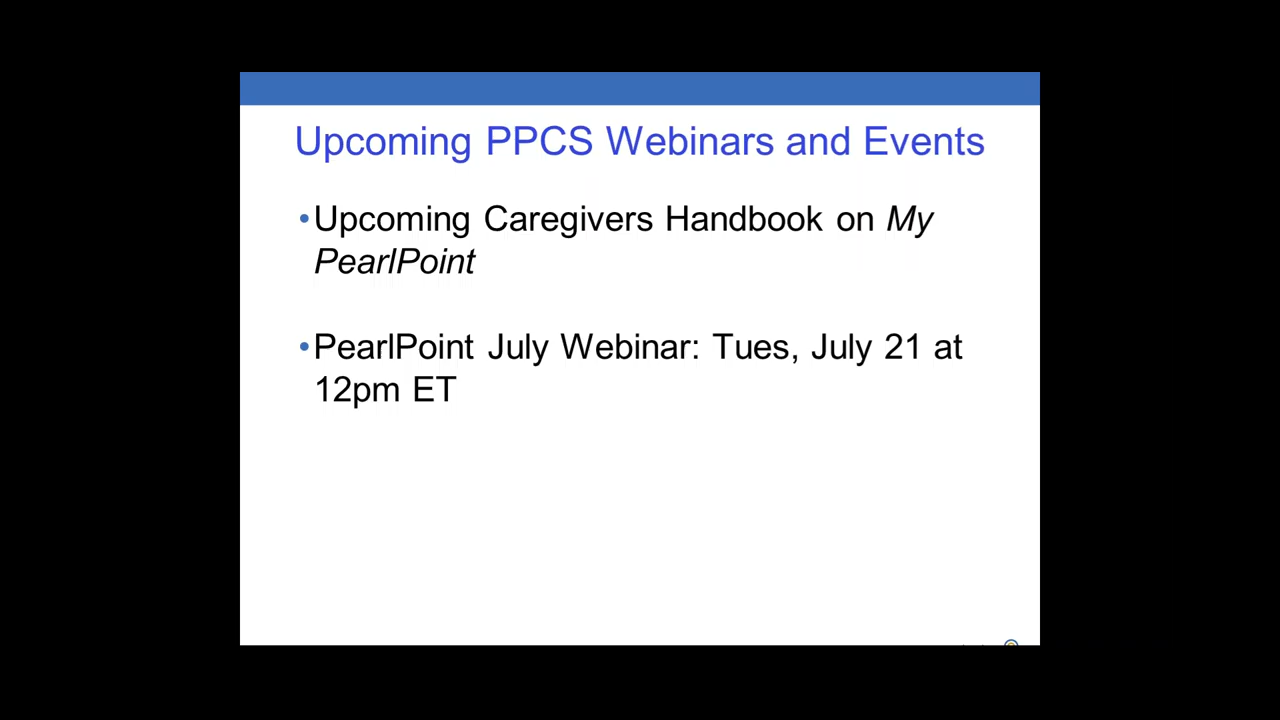 Upcoming PPCS Webinars and Events
•Upcoming Caregivers Handbook on My
PearlPoint
•PearlPoint July Webinar: Tues, July 21 at
12pm ET